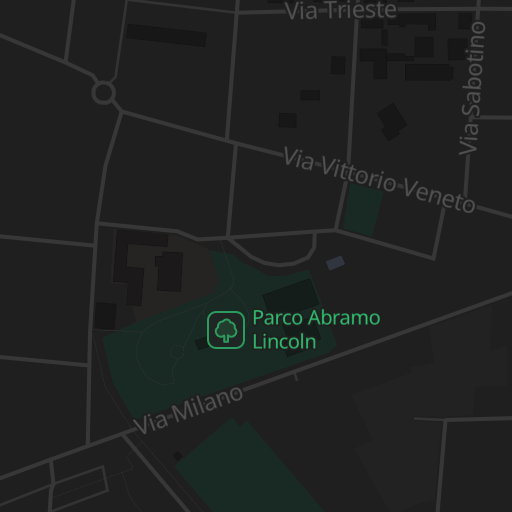 Via Trieste
Via Sabotino
Via Vittorio Veneto
Parco Abramo
Lincoln
Via Milano